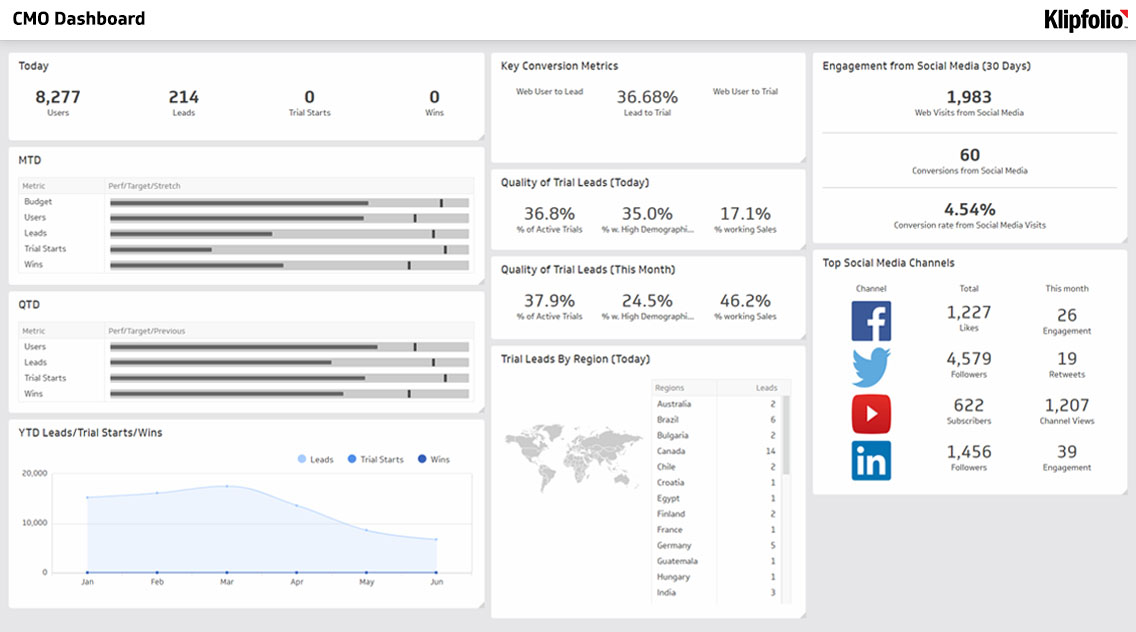 CMO Dashboard
Klipfolio
Today
8,277 214 0 0
Users Leads Trial Starts Wins
MTD
Metric Perf/Target/Stretch
Budget
Users
Leads
Trial Starts
Wins
QTD
Metric Perf/Target/Previous
Users
Leads
Trial Starts
Wins
YTD Leads/Trial Starts/Wins
Leads Trial Starts Wins
20,000
10,000
0
Jan Feb Mar Apr May Jun
Key Conversion Metrics
Web User to Lead 36.68% Web User to Trial
Lead to Trial
Quality of Trial Leads (Today)
36.8% 35.0% 17.1%
% of Active Trials % w. High Demographi... % working Sales
Quality of Trial Leads (This Month)
37.9% 24.5% 46.2%
% of Active Trials % w. High Demographi... % working Sales
Trial Leads By Region (Today)
Regions Leads
Australia 2
Brazil 6
Bulgaria 2
Canada 14
Chile 2
Croatia 1
Egypt 1
Finland 2
France 1
Germany 5
Guatemala 1
Hungary 1
India 3
Engagement from Social Media (30 Days)
1,983
Web Visits from Social Media
60
Conversions from Social Media
4.54%
Conversion rate from Social Media Visits
Top Social Media Channels
Channel Total This month
f 1,227 26
Likes Engagement
4,579 19
Followers Retweets
622 1,207
Subscribers Channel Views
in 1,456 39
Followers Engagement